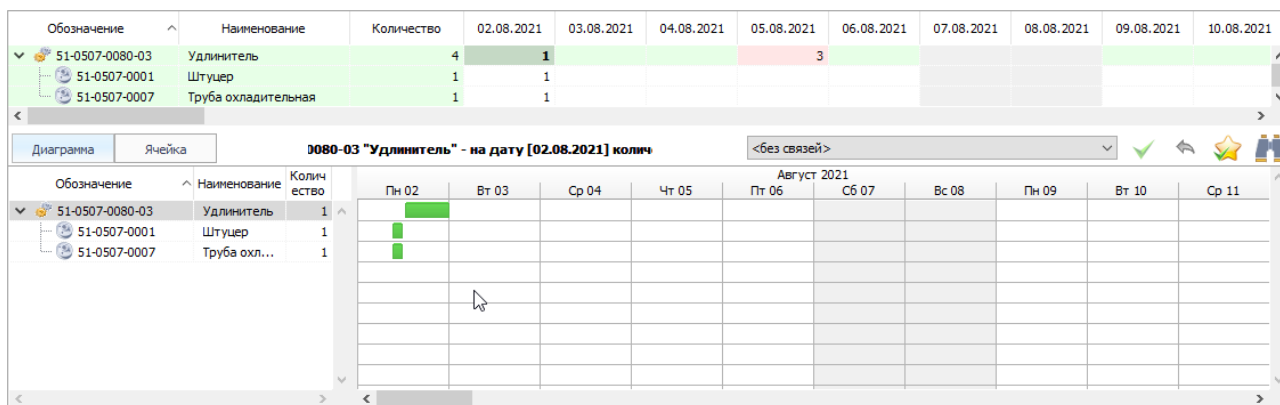 Обозначение Наименование Количество 02.08.2021 03.08.2021 04.08.2021 05.08.2021 06.08.2021 07.08.2021 08.08.2021 09.08.2021 10.08.2021
51-0507-0080-03 Удлинитель 4 1 3
51-0507-0001 Штуцер 1 1
51-0507-0007 Труба охладительная 1 1
Диаграмма Ячейка 0080-03 "Удлинитель" - на дату [02.08.2021] колич <без связей>
Август 2021
Обозначение Наименование Колич
ество Пн 02 Вт 03 Ср 04 Чт 05 Пт 06 Сб 07 Вс 08 Пн 09 Вт 10 Ср 11
51-0507-0080-03 Удлинитель 1
51-0507-0001 Штуцер 1
51-0507-0007 Труба охл... 1